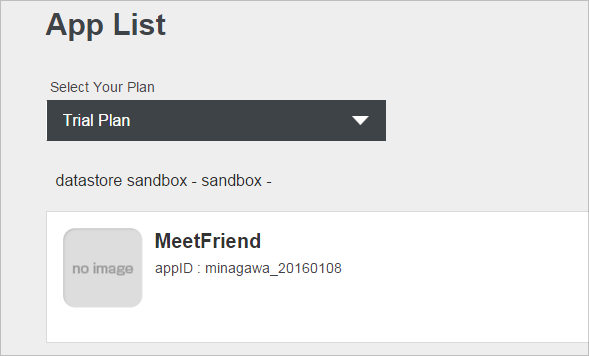 App List
Select Your Plan
Trial Plan
datastore sandbox - sandbox -
no image
MeetFriend
appID : minagawa_20160108